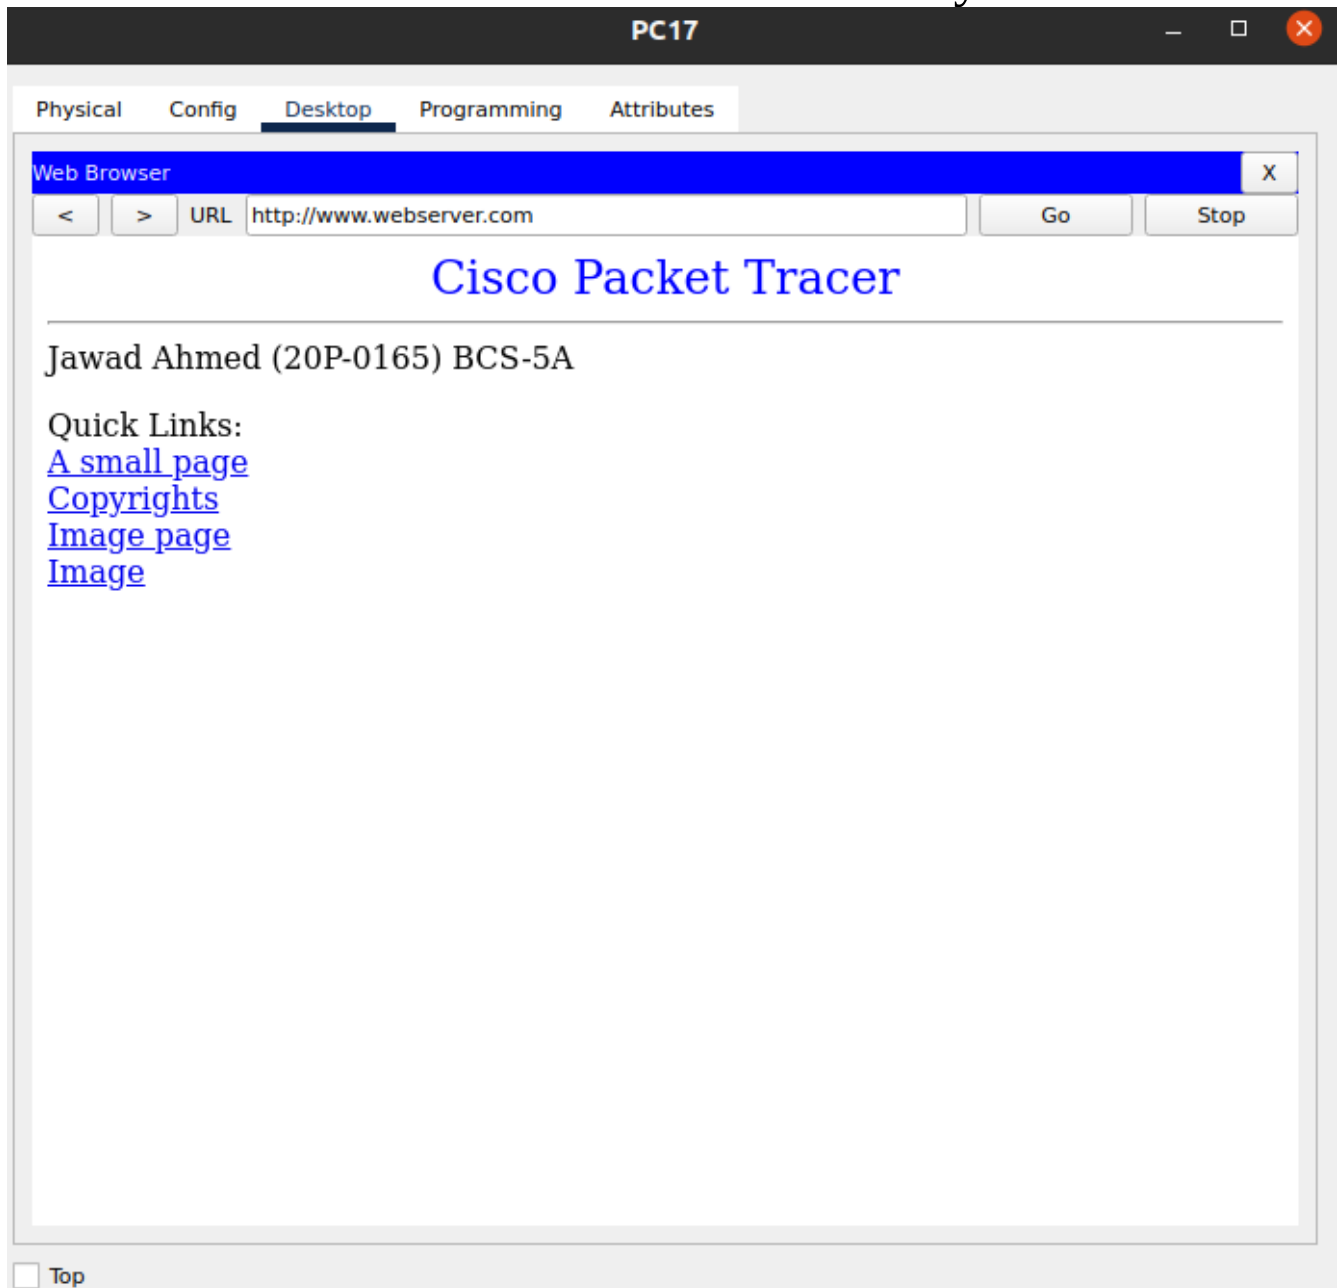 PC17
Physical Config Desktop Programming Attributes
Web Browser X
< > URL http://www.webserver.com Go Stop
Cisco Packet Tracer
Jawad Ahmed (20P-0165) BCS-5A
Quick Links:
A small page
Copyrights
Image page
Image
Top